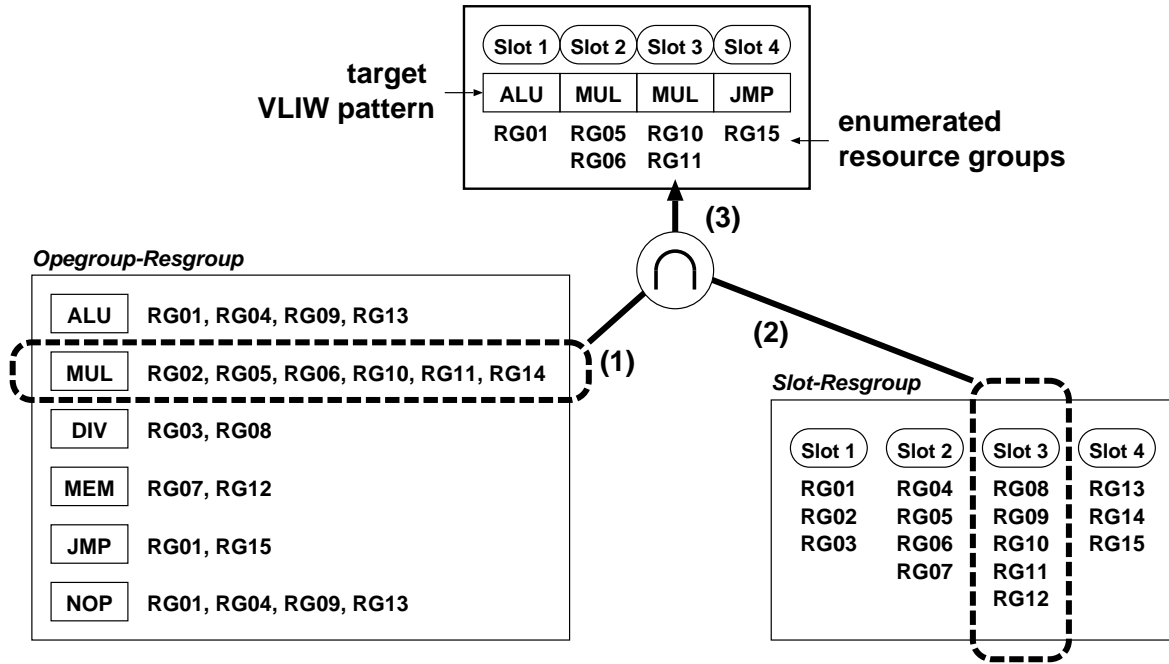 Slot 1 Slot 2 Slot 3 Slot 4
target
VLIW pattern
ALU MUL MUL JMP
RG01 RG05 RG10 RG15
RG06 RG11
enumerated
resource groups
(3)
Opegroup-Resgroup
ALU RG01, RG04, RG09, RG13
MUL RG02, RG05, RG06, RG10, RG11, RG14
DIV RG03, RG08
MEM RG07, RG12
JMP RG01, RG15
NOP RG01, RG04, RG09, RG13
(1)
(2)
Slot-Resgroup
Slot 1 Slot 2 Slot 3 Slot 4
RG01 RG04 RG08 RG13
RG02 RG05 RG09 RG14
RG03 RG06 RG10 RG15
RG07 RG11
RG12